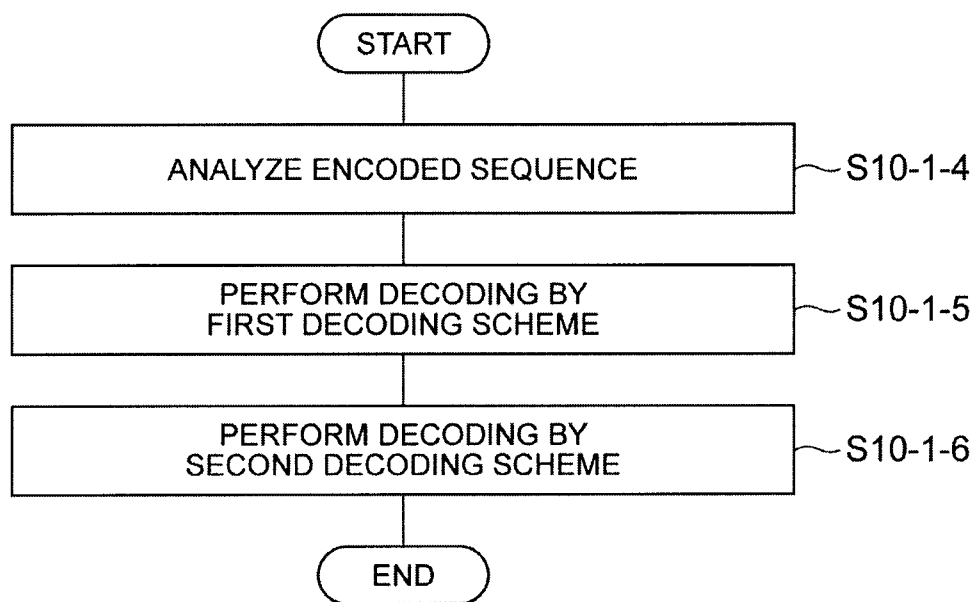 START
ANALYZE ENCODED SEQUENCE
S10-1-4
PERFORM DECODING BY
FIRST DECODING SCHEME
S10-1-5
PERFORM DECODING BY
SECOND DECODING SCHEME
S10-1-6
END